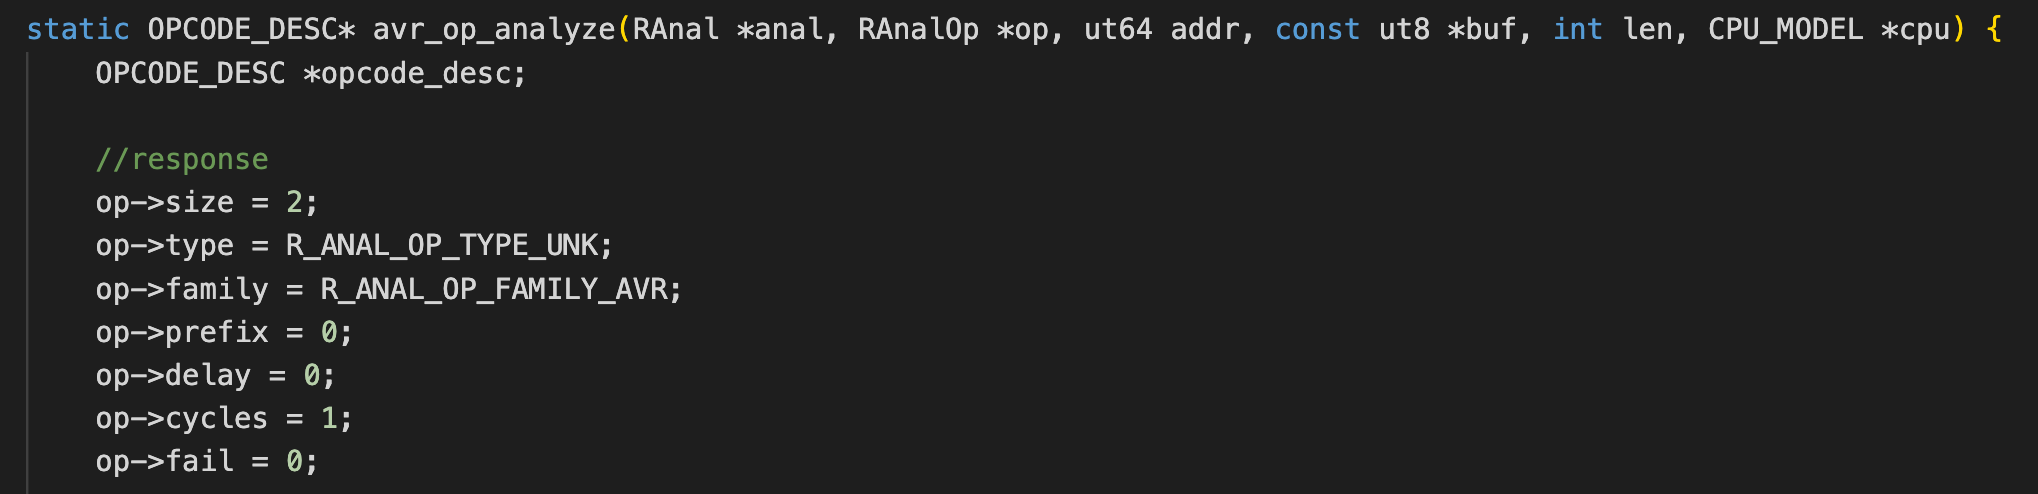 static OPCODE_DESC* avr_op_analyze(RAnal *anal, RAnalOp *op, ut64 addr, const ut8 *buf, int len, CPU_MODEL *cpu) {
    OPCODE_DESC *opcode_desc;

    //response
    op->size = 2;
    op->type = R_ANAL_OP_TYPE_UNK;
    op->family = R_ANAL_OP_FAMILY_AVR;
    op->prefix = 0;
    op->delay = 0;
    op->cycles = 1;
    op->fail = 0;